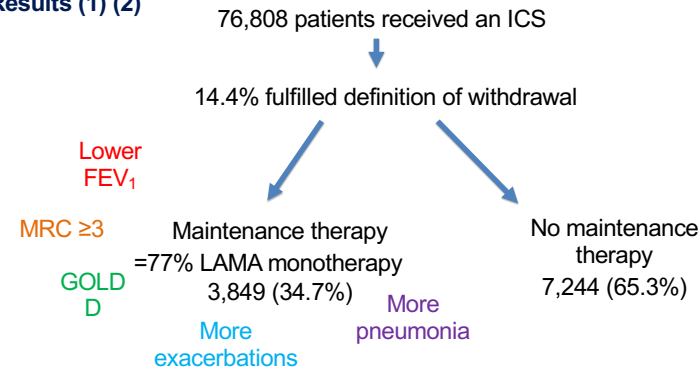 Results (1) (2)
76,808 patients received an ICS
14.4% fulfilled definition of withdrawal
Lower
FEV₁
MRC ≥3
GOLD
D
Maintenance therapy
=77% LAMA monotherapy
3,849 (34.7%)
More
exacerbations
More
pneumonia
No maintenance
therapy
7,244 (65.3%)